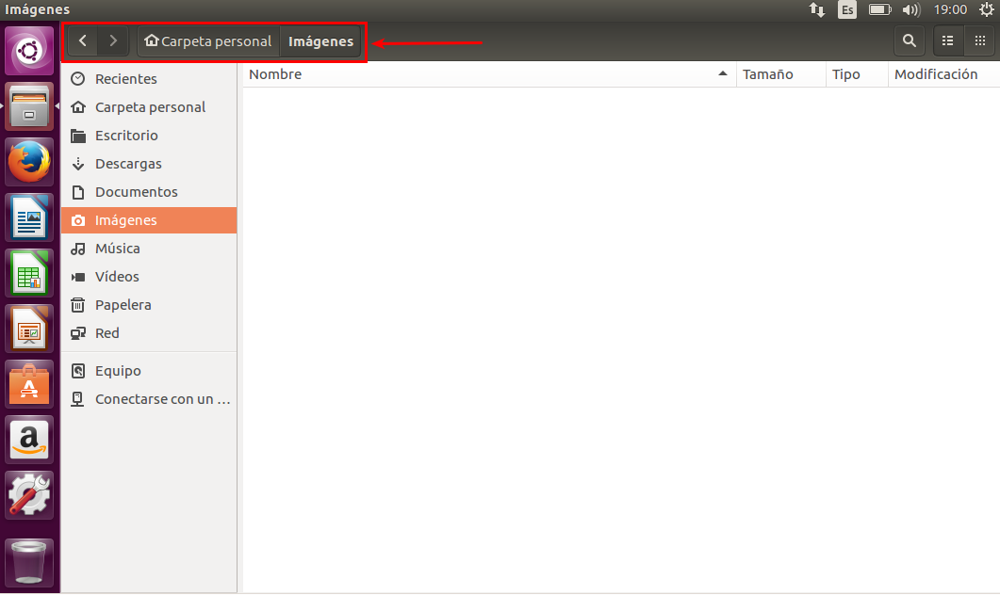 Imágenes
Es
19:00
Carpeta personal
Imágenes
Nombre
Tamaño
Tipo
Modificación
Recientes
Carpeta personal
Escritorio
Descargas
Documentos
Imágenes
Música
Vídeos
Papelera
Red
Equipo
Conectarse con un ...